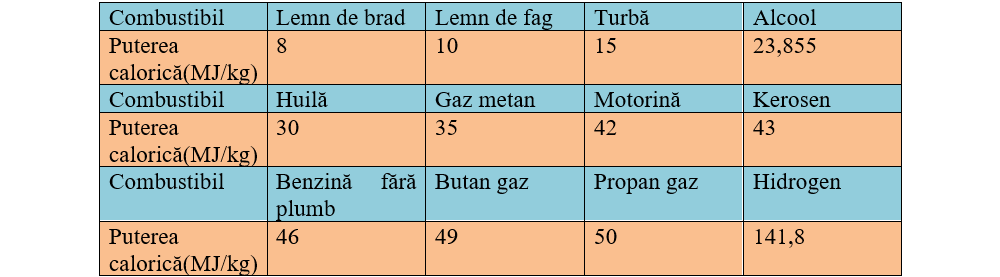 Combustibil Lemn de brad Lemn de fag Turbă Alcool
Puterea 8 10 15 23,855
calorică(MJ/kg)
Combustibil Huilă Gaz metan Motorină Kerosen
Puterea 30 35 42 43
calorică(MJ/kg)
Combustibil Benzină fără Butan gaz Propan gaz Hidrogen
plumb
Puterea 46 49 50 141,8
calorică(MJ/kg)